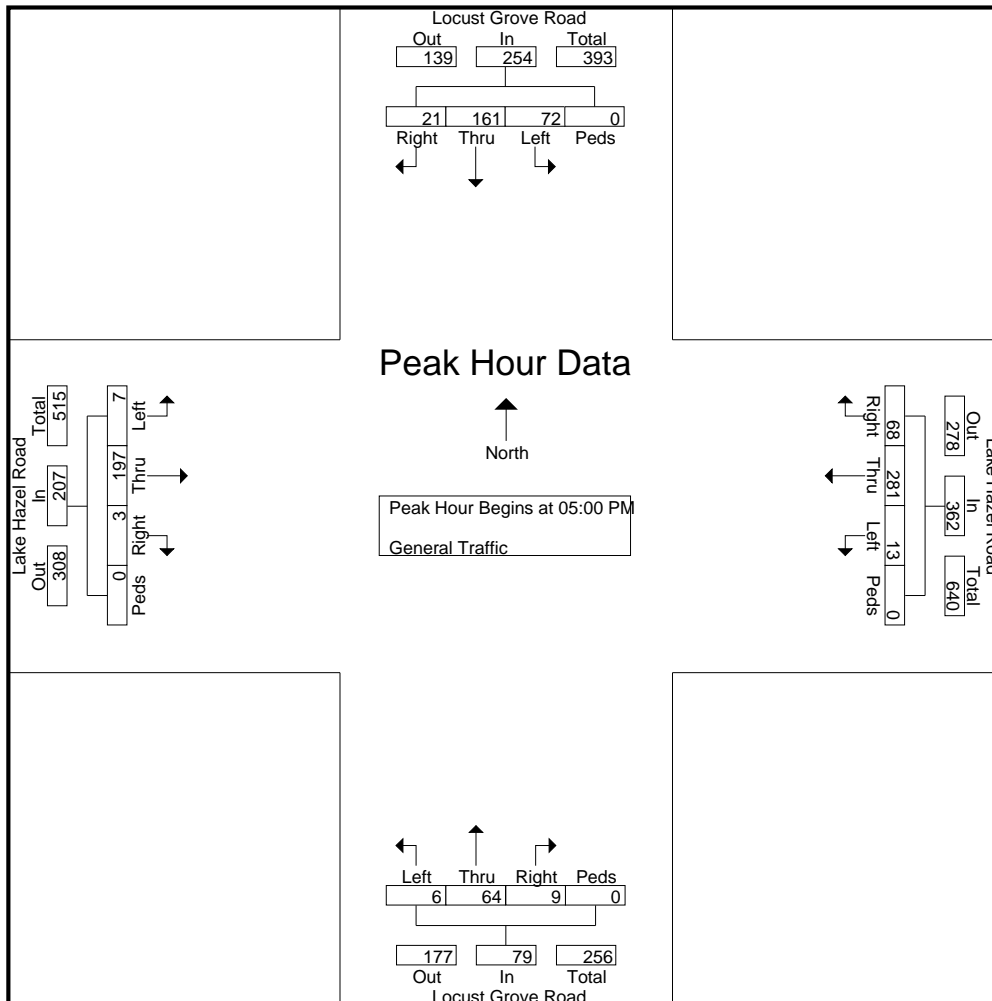 Locust Grove Road
Out In Total
139 254 393
21 161 72 0
Right Thru Left Peds
Peak Hour Data
North
Peak Hour Begins at 05:00 PM
General Traffic
Lake Hazel Road
Out In Total
308 207 515
7 197 3 0
Left Thru Right Peds
Lake Hazel Road
Out In Total
278 362 640
68 281 13 0
Right Thru Left Peds
Left Thru Right Peds
6 64 9 0
177 79 256
Out In Total
Locust Grove Road